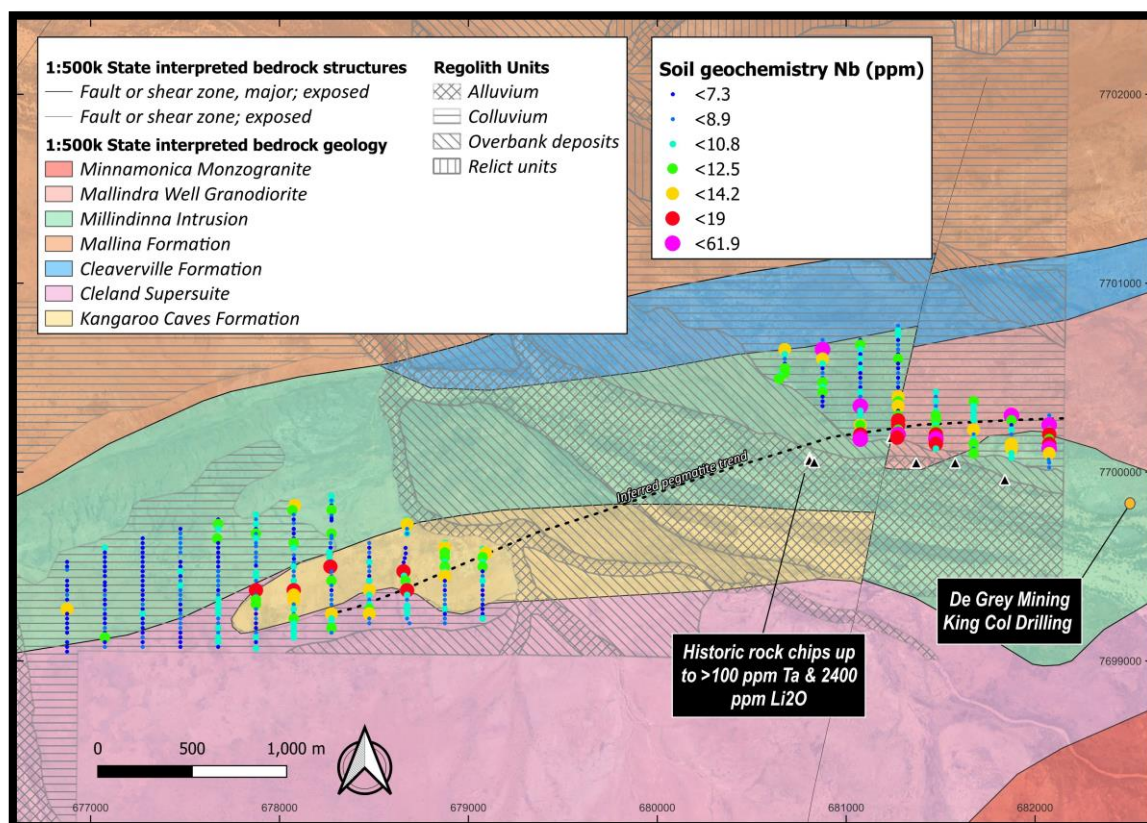 1:500k State interpreted bedrock structures
Fault or shear zone, major; exposed
Fault or shear zone; exposed
1:500k State interpreted bedrock geology
Minnamonica Monzogranite
Mallindra Well Granodiorite
Millindinna Intrusion
Mallina Formation
Cleaverville Formation
Cleland Supersuite
Kangaroo Caves Formation
Regolith Units
Alluvium
Colluvium
Overbank deposits
Relict units
Soil geochemistry Nb (ppm)
<7.3
<8.9
<10.8
<12.5
<14.2
<19
<61.9
7702000
7701000
7700000
7699000
Inferred pegmatite trend
De Grey Mining
King Col Drilling
Historic rock chips up
to >100 ppm Ta & 2400
ppm Li2O
0 500 1,000 m
677000 678000 679000 680000 681000 682000